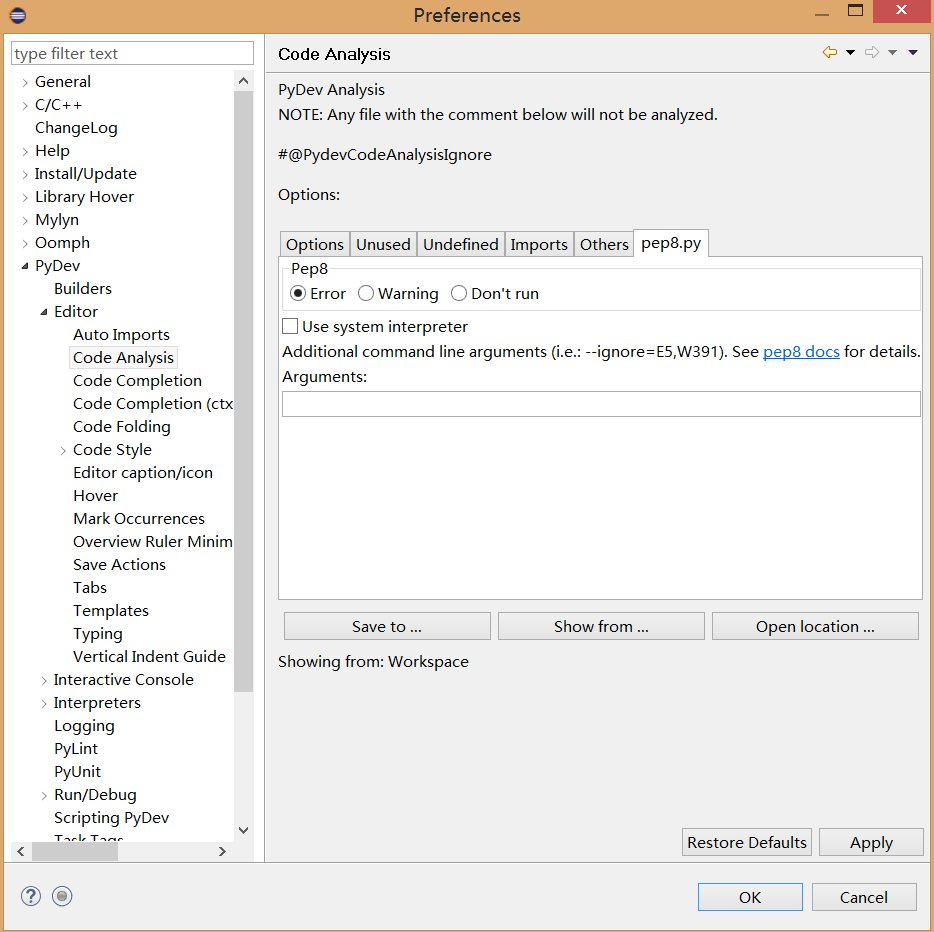 Preferences
type filter text
General
C/C++
ChangeLog
Help
Install/Update
Library Hover
Mylyn
Oomph
PyDev
Builders
Editor
Auto Imports
Code Analysis
Code Completion
Code Completion (ctx
Code Folding
Code Style
Editor caption/icon
Hover
Mark Occurrences
Overview Ruler Minim
Save Actions
Tabs
Templates
Typing
Vertical Indent Guide
Interactive Console
Interpreters
Logging
PyLint
PyUnit
Run/Debug
Scripting PyDev
Task Tags
Code Analysis
PyDev Analysis
NOTE: Any file with the comment below will not be analyzed.
#@PydevCodeAnalysisIgnore
Options:
Options Unused Undefined Imports Others pep8.py
Pep8
Error Warning Don't run
Use system interpreter
Additional command line arguments (i.e.: --ignore=E5,W391). See pep8 docs for details.
Arguments:
Save to ... Show from ... Open location ...
Showing from: Workspace
Restore Defaults Apply
OK Cancel